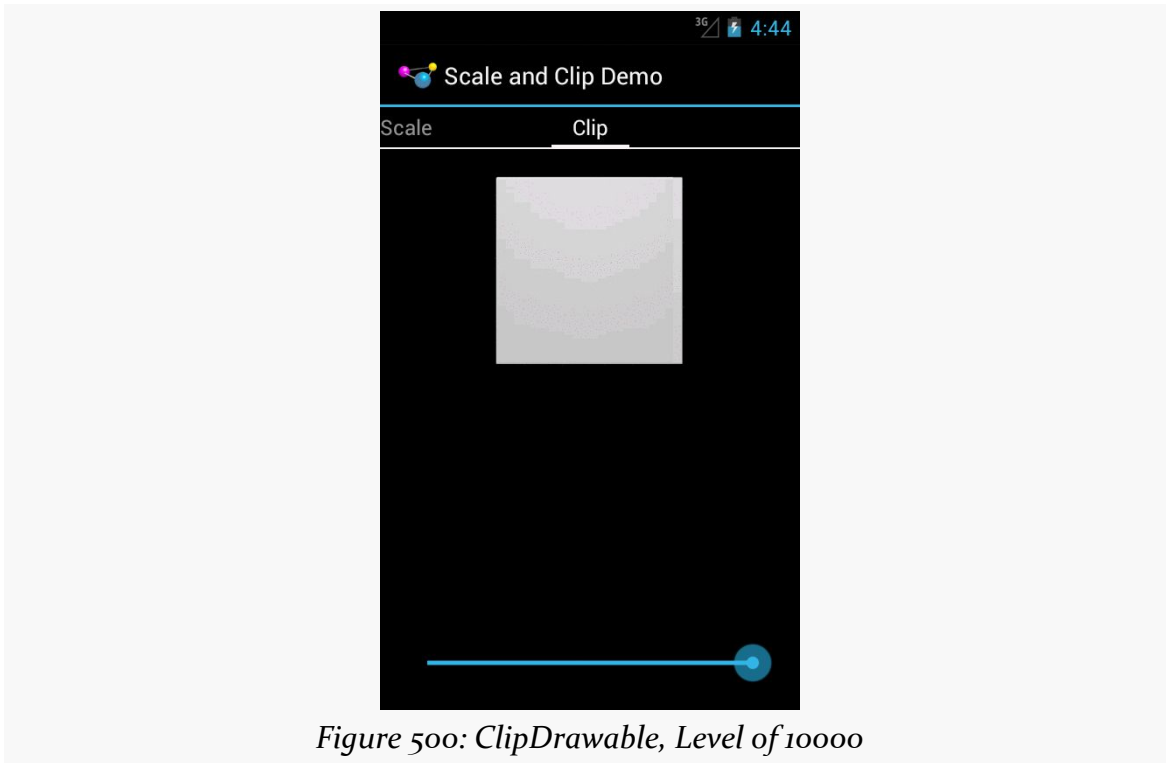 3G 4:44
Scale and Clip Demo
Scale Clip
Figure 500: ClipDrawable, Level of 10000